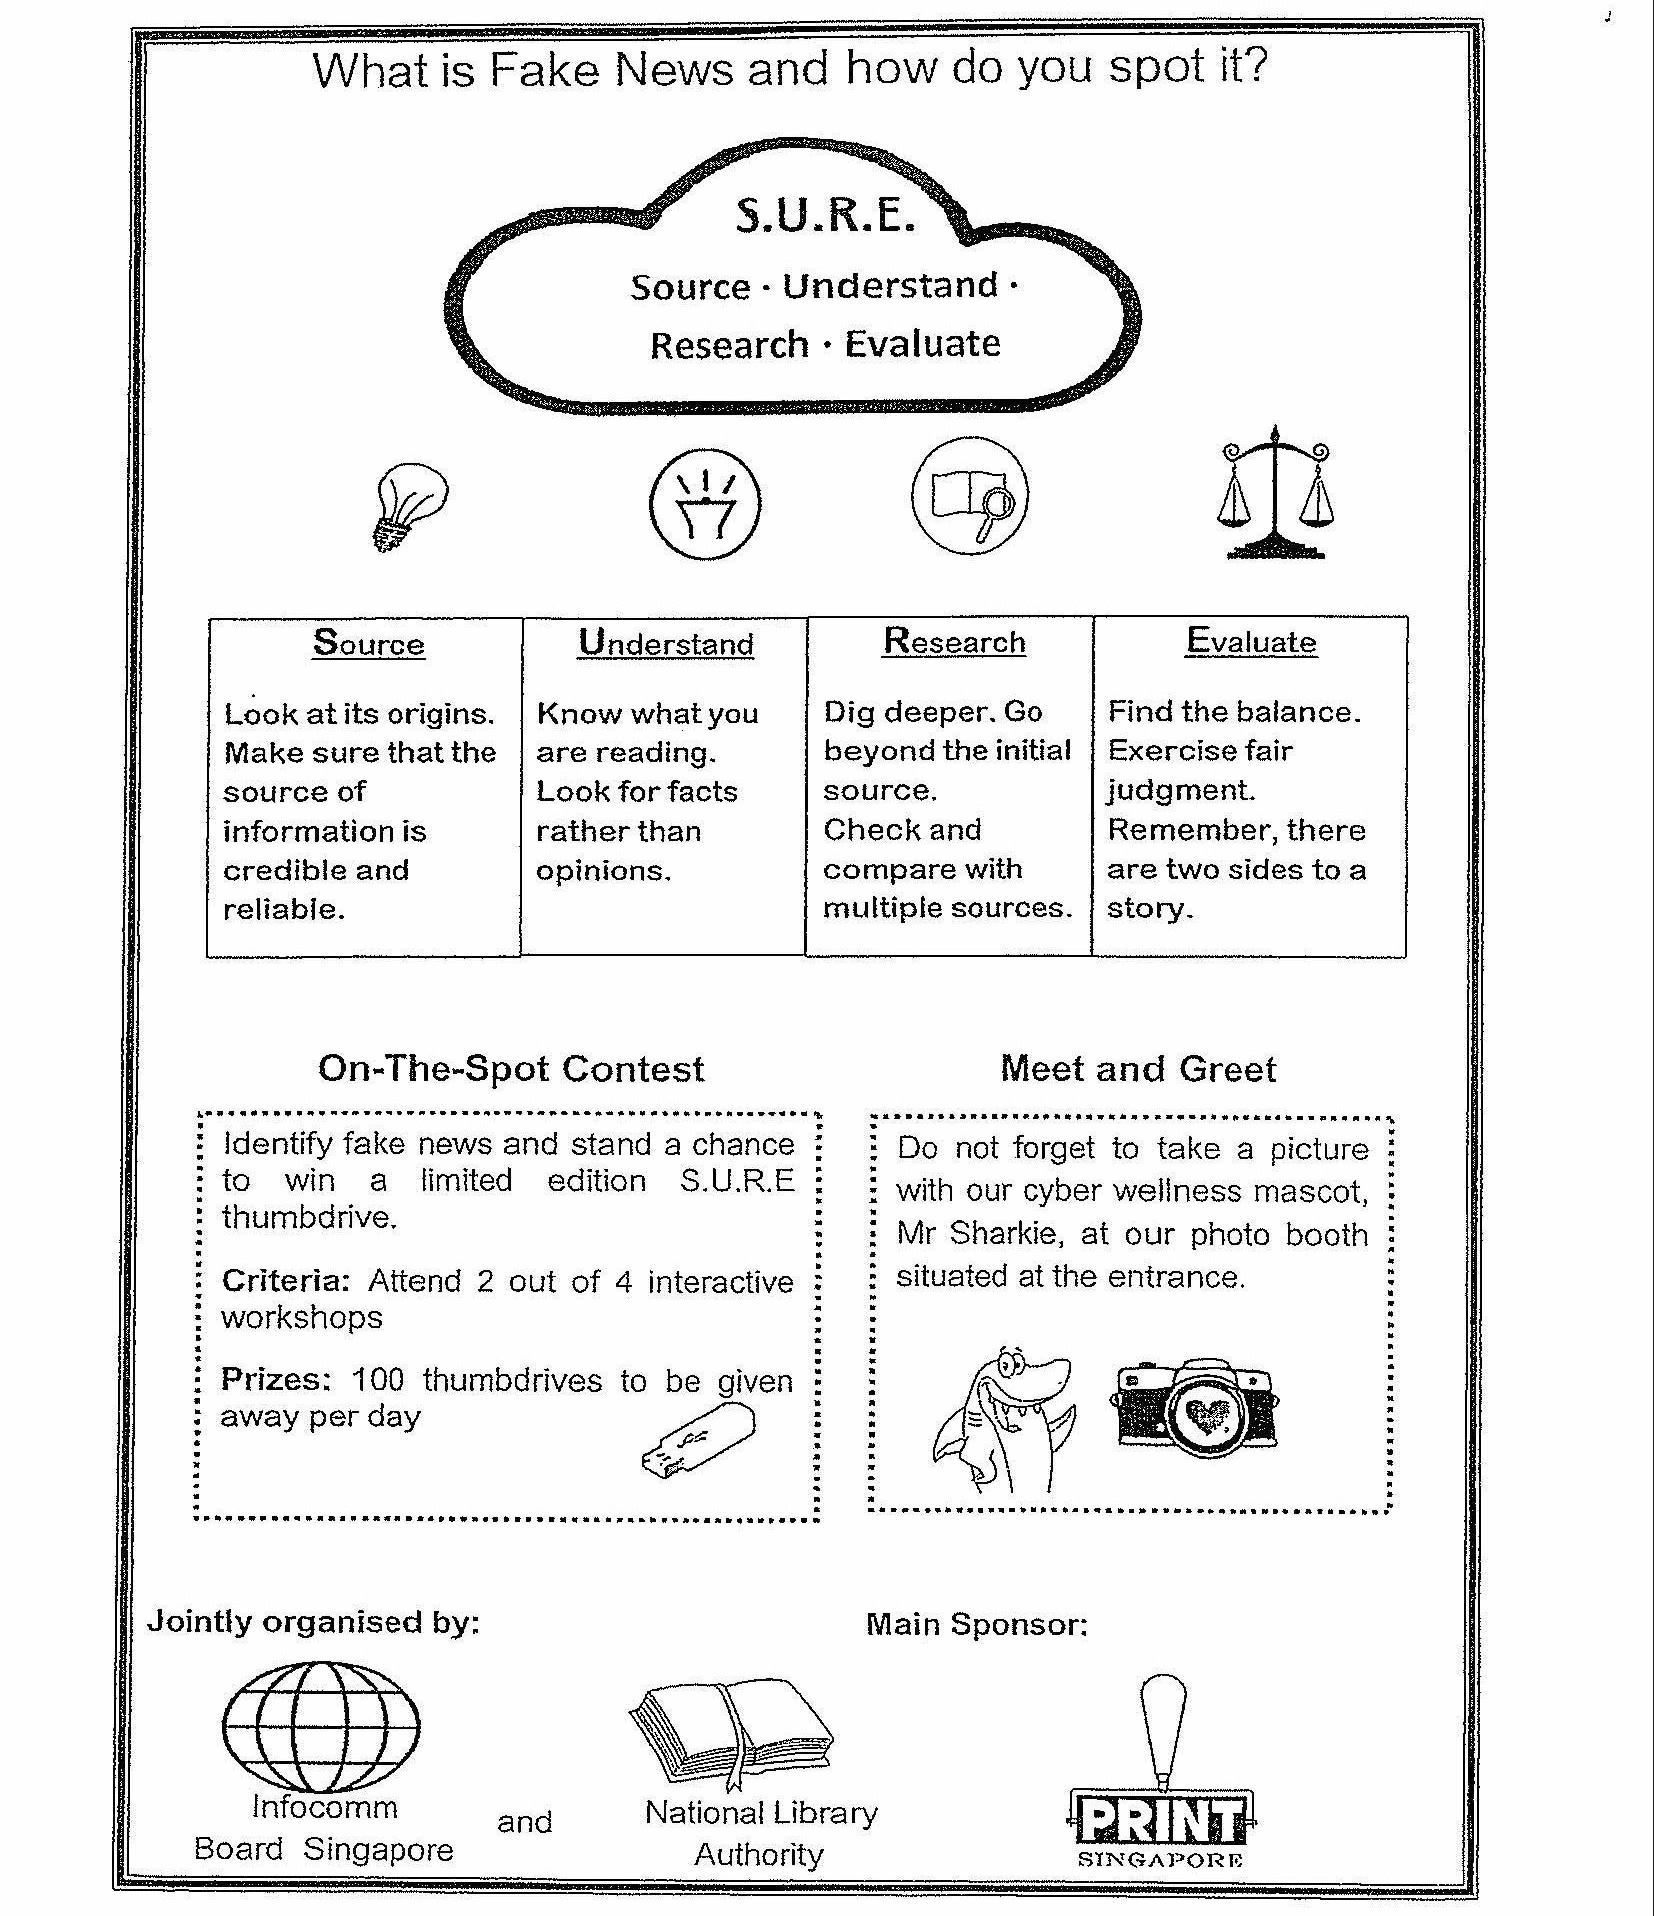 What is Fake News and how do you spot it?
S.U.R.E.
Source · Understand ·
Research · Evaluate
Source
Look at its origins.
Make sure that the
source of
information is
credible and
reliable.
Understand
Know what you
are reading.
Look for facts
rather than
opinions.
Research
Dig deeper. Go
beyond the initial
source.
Check and
compare with
multiple sources.
Evaluate
Find the balance.
Exercise fair
judgment.
Remember, there
are two sides to a
story.
On-The-Spot Contest
Identify fake news and stand a chance
to win a limited edition S.U.R.E
thumbdrive.
Criteria: Attend 2 out of 4 interactive
workshops
Prizes: 100 thumbdrives to be given
away per day
Meet and Greet
Do not forget to take a picture
with our cyber wellness mascot,
Mr Sharkie, at our photo booth
situated at the entrance.
Jointly organised by:
Infocomm
Board Singapore
and
National Library
Authority
Main Sponsor:
PRINT
SINGAPORE